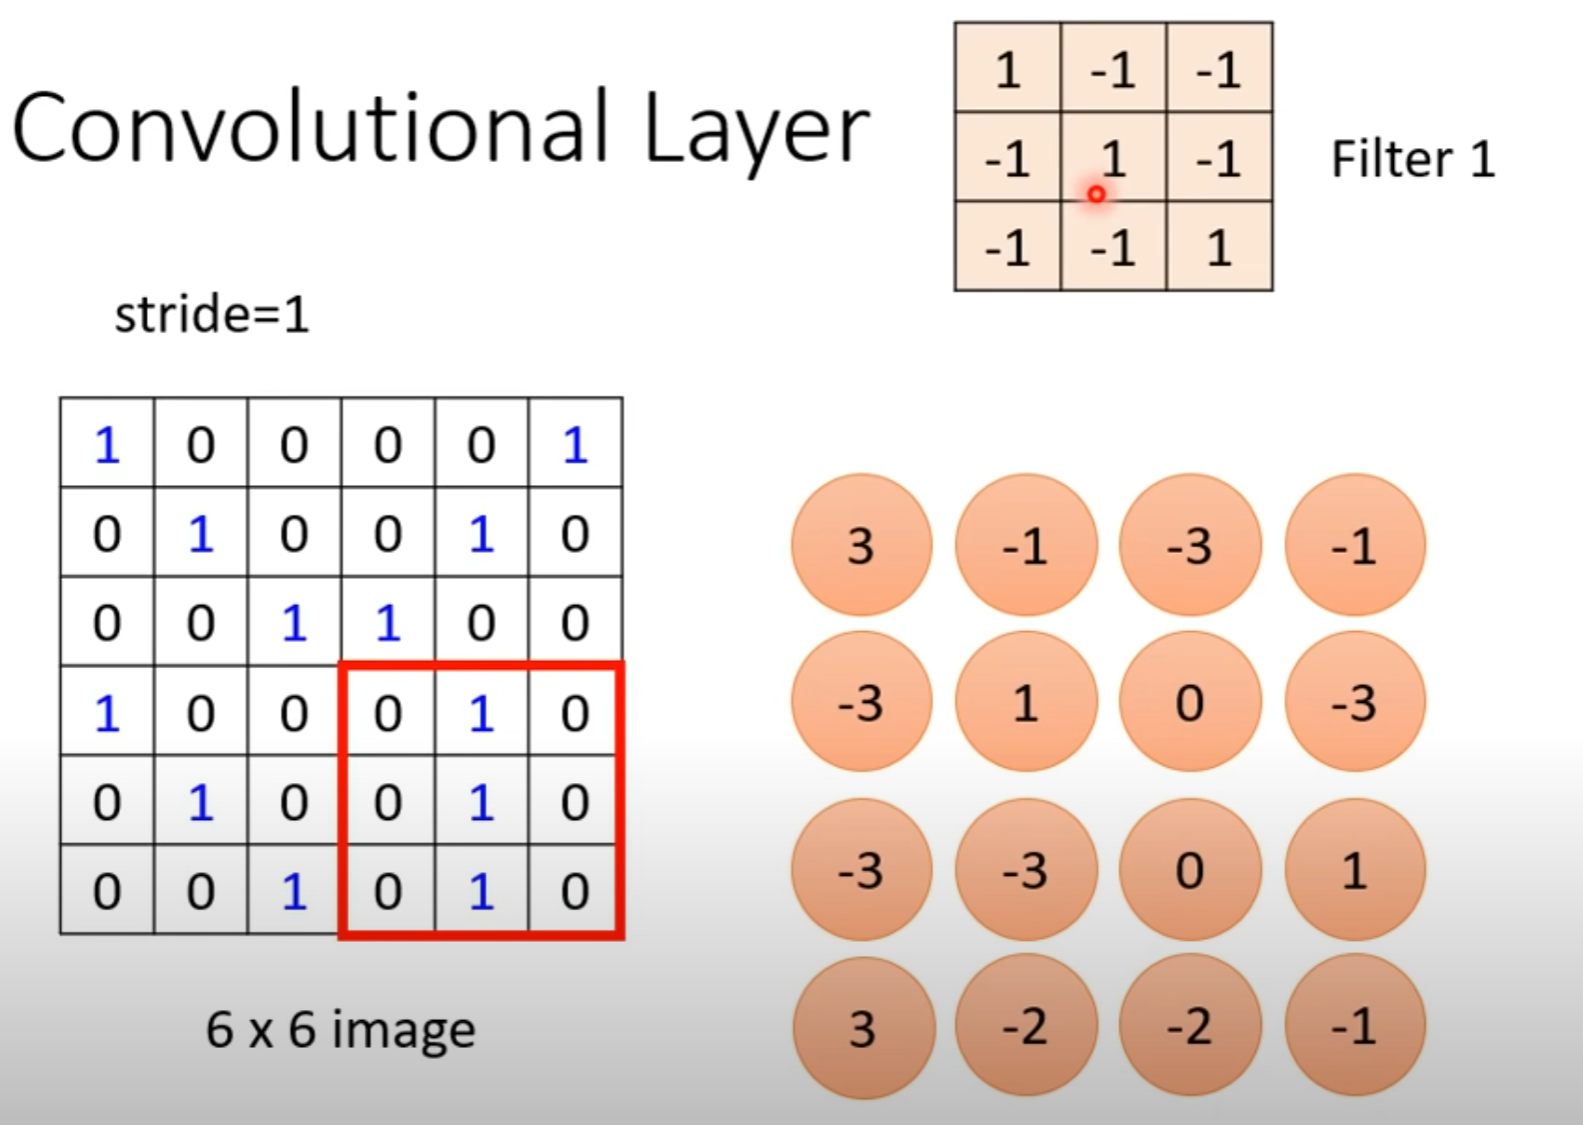 Convolutional Layer
1 -1 -1
-1 1 -1
-1 -1 1
Filter 1
stride=1
1 0 0 0 0 1
0 1 0 0 1 0
0 0 1 1 0 0
1 0 0 0 1 0
0 1 0 0 1 0
0 0 1 0 1 0
6 x 6 image
3 -1 -3 -1
-3 1 0 -3
-3 -3 0 1
3 -2 -2 -1